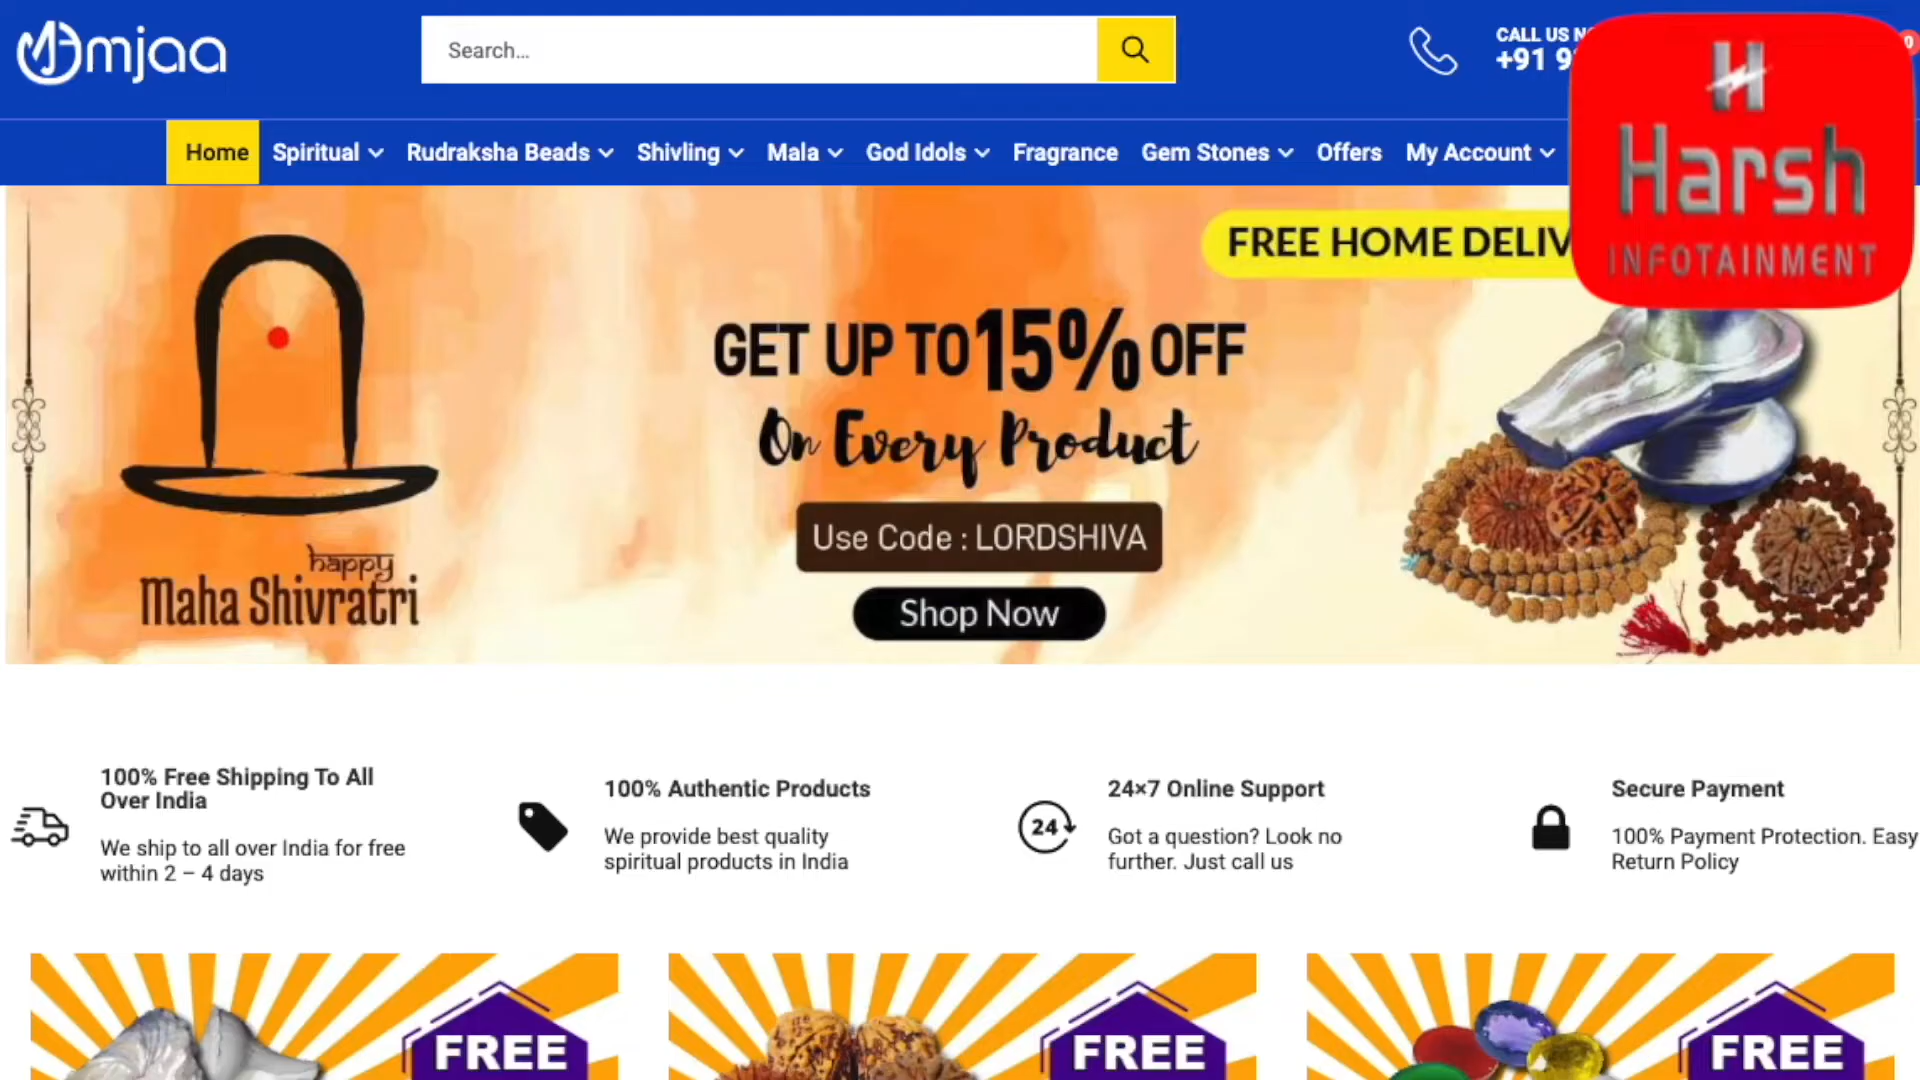 Omjaa
Search...
CALL US
+91 9
0
H
Harsh
INFOTAINMENT
Home
Spiritual
Rudraksha Beads
Shivling
Mala
God Idols
Fragrance
Gem Stones
Offers
My Account
FREE HOME
GET UP TO 15% OFF
On Every Product
Use Code : LORDSHIVA
Shop Now
happy
Maha Shivratri
100% Free Shipping To All
Over India
We ship to all over India for free
within 2 – 4 days
100% Authentic Products
We provide best quality
spiritual products in India
24
24×7 Online Support
Got a question? Look no
further. Just call us
Secure Payment
100% Payment Protection. Easy
Return Policy
FREE
FREE
FREE